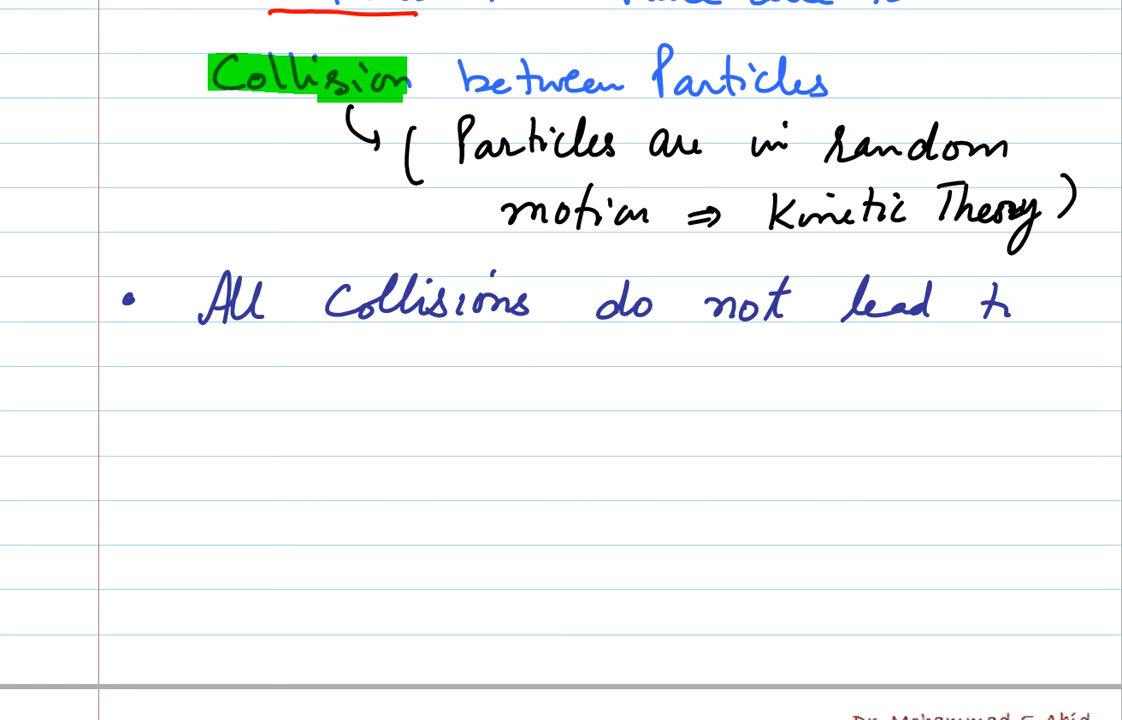 Collision between Particles
( Particles are in random
motion ⇒ Kinetic Theory )
• All Collisions do not lead to